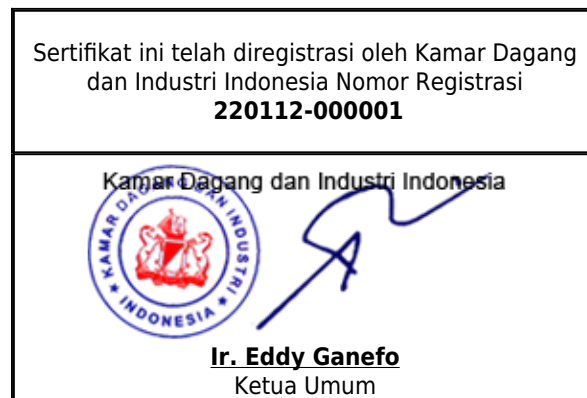 Sertifikat ini telah diregistrasi oleh Kamar Dagang
dan Industri Indonesia Nomor Registrasi
220112-000001
Kamar Dagang dan Industri Indonesia
KAMAR DAGANG DAN INDUSTRI
INDONESIA
Ir. Eddy Ganefo
Ketua Umum